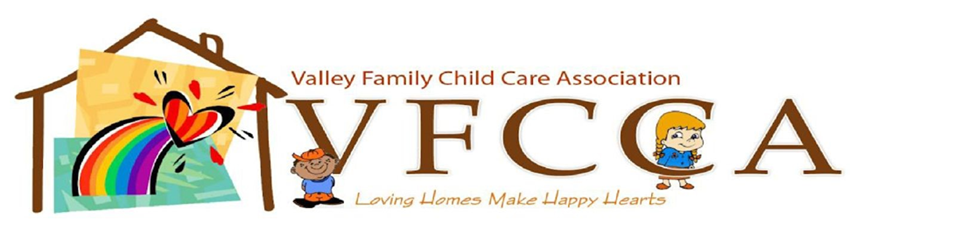 Valley Family Child Care Association
VFCCA
Loving Homes Make Happy Hearts